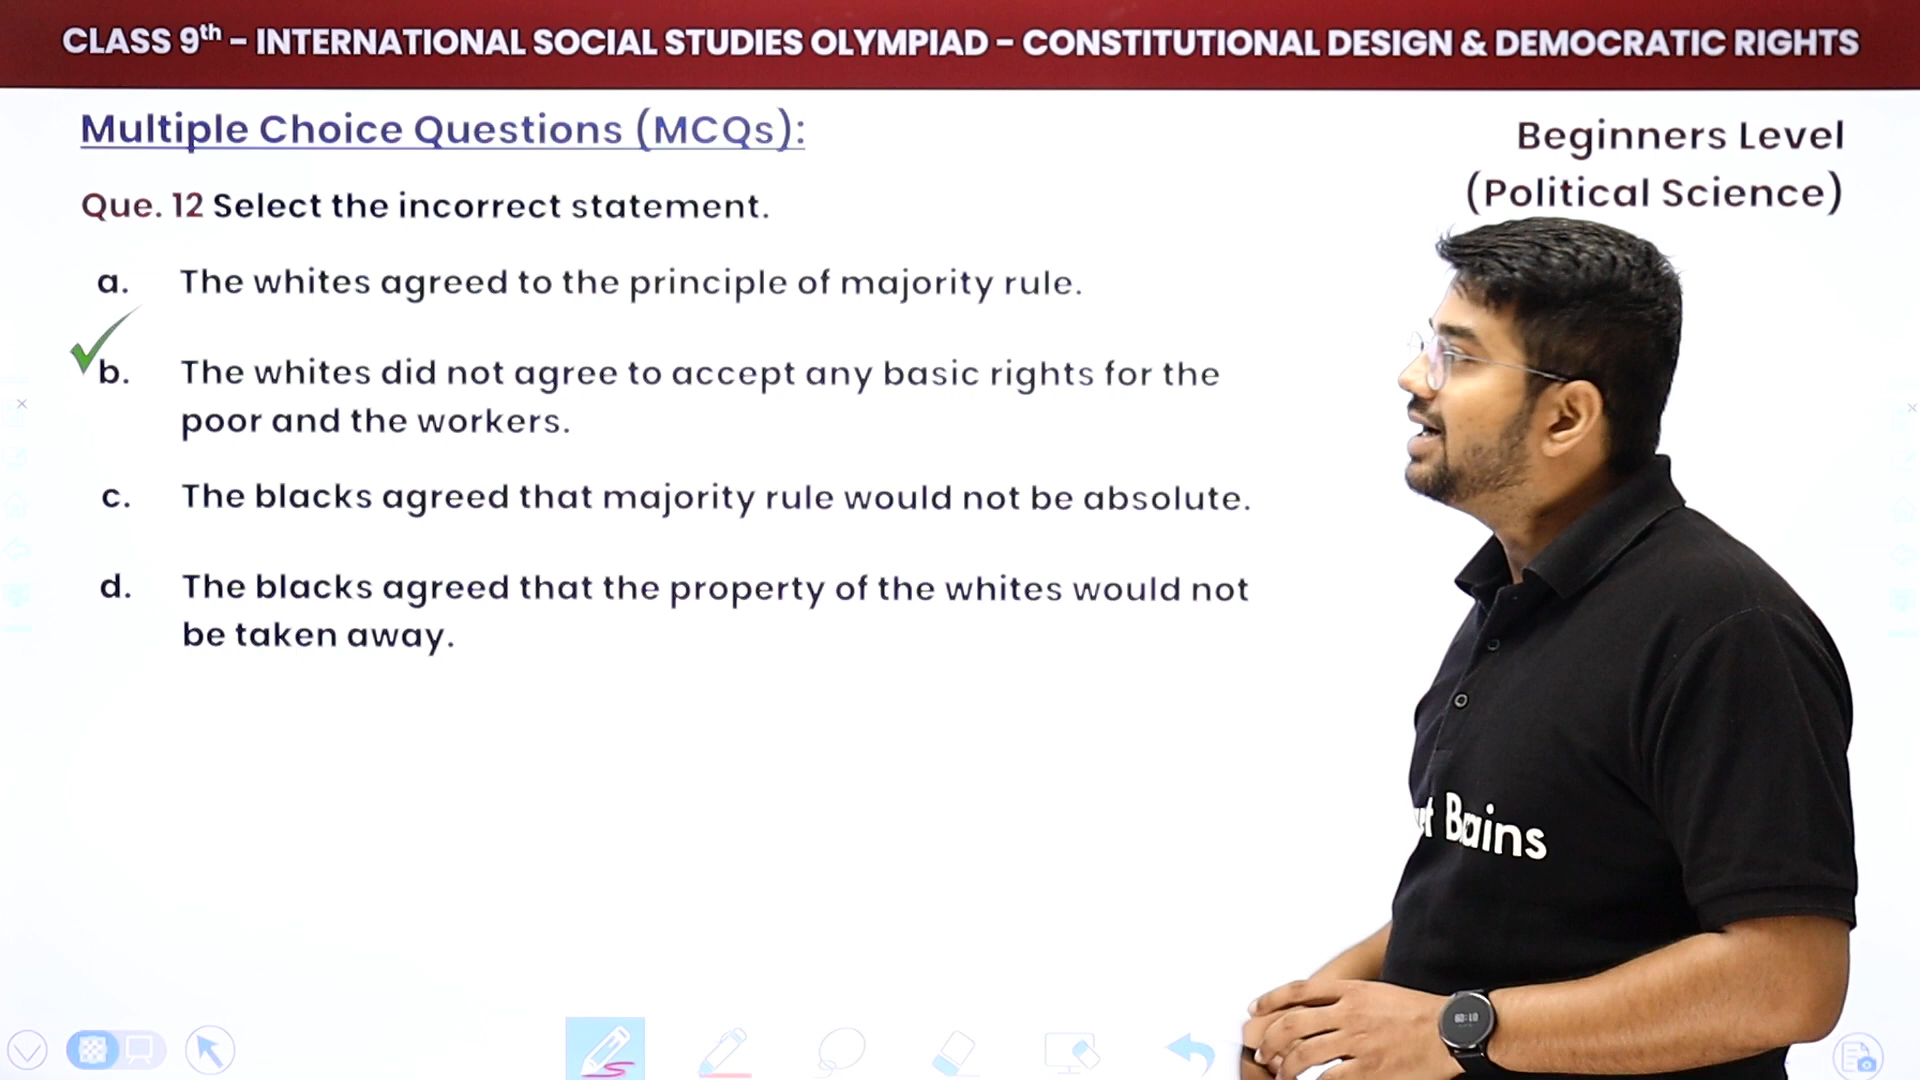 CLASS 9th – INTERNATIONAL SOCIAL STUDIES OLYMPIAD – CONSTITUTIONAL DESIGN & DEMOCRATIC RIGHTS
Multiple Choice Questions (MCQs):
Beginners Level
(Political Science)
Que. 12 Select the incorrect statement.
a. The whites agreed to the principle of majority rule.
b. The whites did not agree to accept any basic rights for the
poor and the workers.
c. The blacks agreed that majority rule would not be absolute.
d. The blacks agreed that the property of the whites would not
be taken away.
Brains